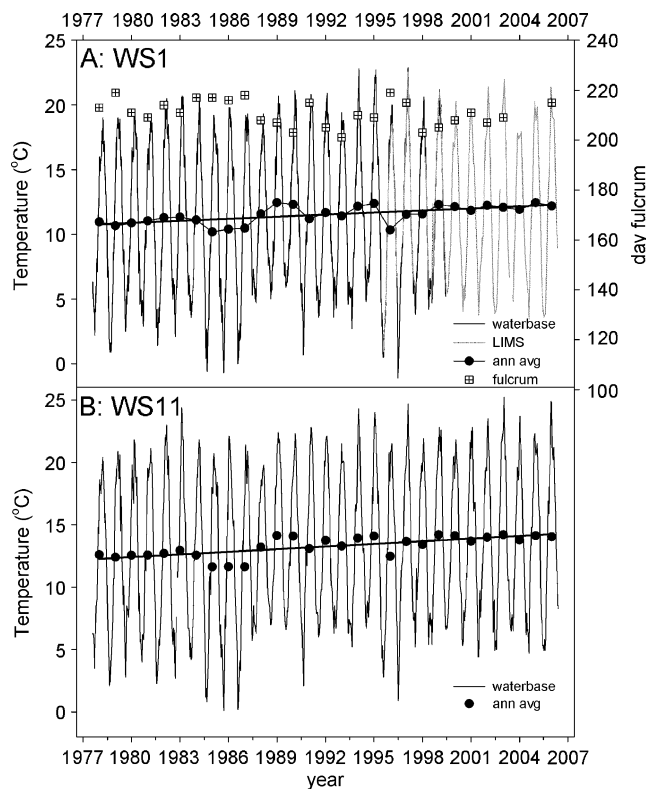 1977 1980 1983 1986 1989 1992 1995 1998 2001 2004 2007
A: WS1
25
20
15
10
5
0
Temperature (°C)
240
220
200
180
160
140
120
100
day fulcrum
waterbase
LIMS
ann avg
fulcrum
B: WS11
25
20
15
10
5
0
Temperature (°C)
waterbase
ann avg
1977 1980 1983 1986 1989 1992 1995 1998 2001 2004 2007
year